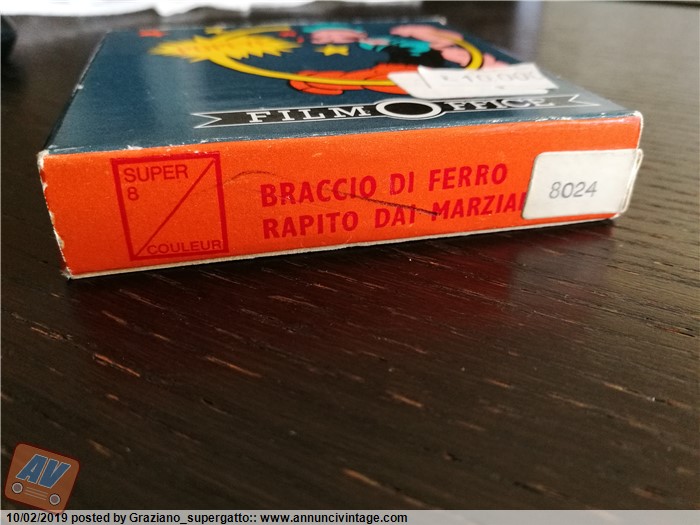 FILM OFFICE
SUPER
8
COULEUR
BRACCIO DI FERRO
RAPITO DAI
8024
AV
10/02/2019 posted by Graziano_supergatto:: www.annuncivintage.com